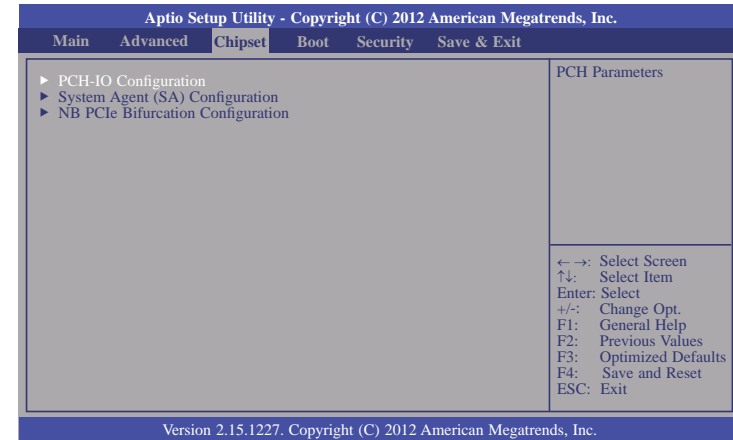 Aptio Setup Utility - Copyright (C) 2012 American Megatrends, Inc.
Main Advanced Chipset Boot Security Save & Exit
► PCH-IO Configuration
► System Agent (SA) Configuration
► NB PCIe Bifurcation Configuration
PCH Parameters
← →: Select Screen
↑↓: Select Item
Enter: Select
+/-: Change Opt.
F1: General Help
F2: Previous Values
F3: Optimized Defaults
F4: Save and Reset
ESC: Exit
Version 2.15.1227. Copyright (C) 2012 American Megatrends, Inc.